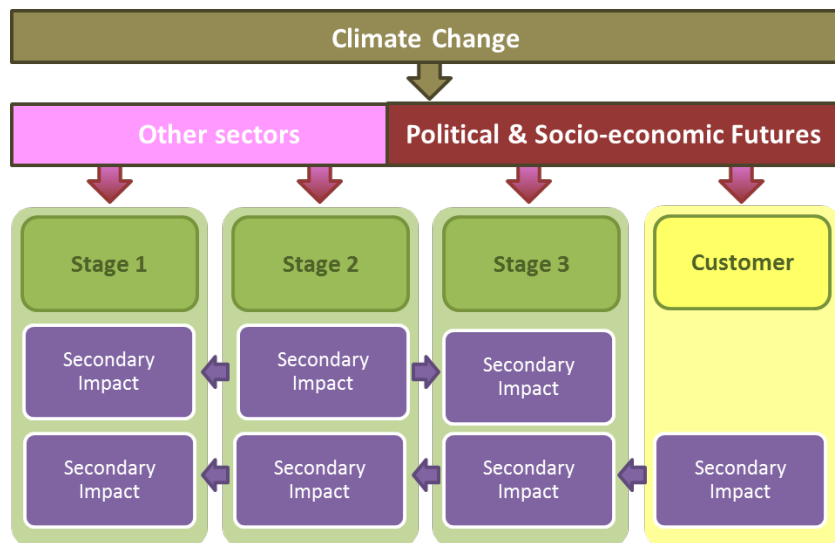 Climate Change
Other sectors
Political & Socio-economic Futures
Stage 1
Stage 2
Stage 3
Customer
Secondary
Impact
Secondary
Impact
Secondary
Impact
Secondary
Impact
Secondary
Impact
Secondary
Impact
Secondary
Impact